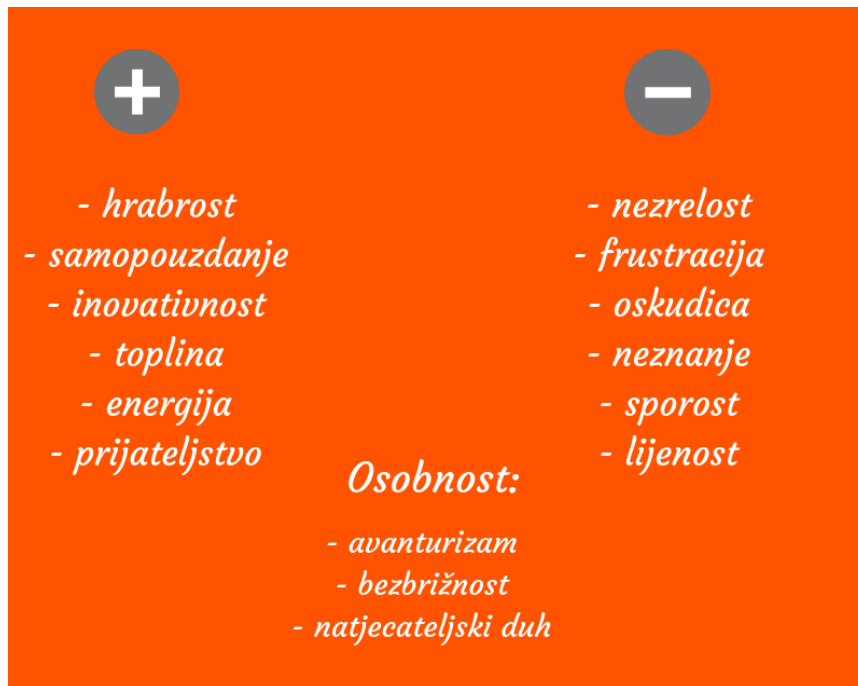 - hrabrost
- samopouzdanje
- inovativnost
- toplina
- energija
- prijateljstvo
- nezrelost
- frustracija
- oskudica
- neznanje
- sporost
- lijenost
Osobnost:
- avanturizam
- bezbrižnost
- natjecateljski duh